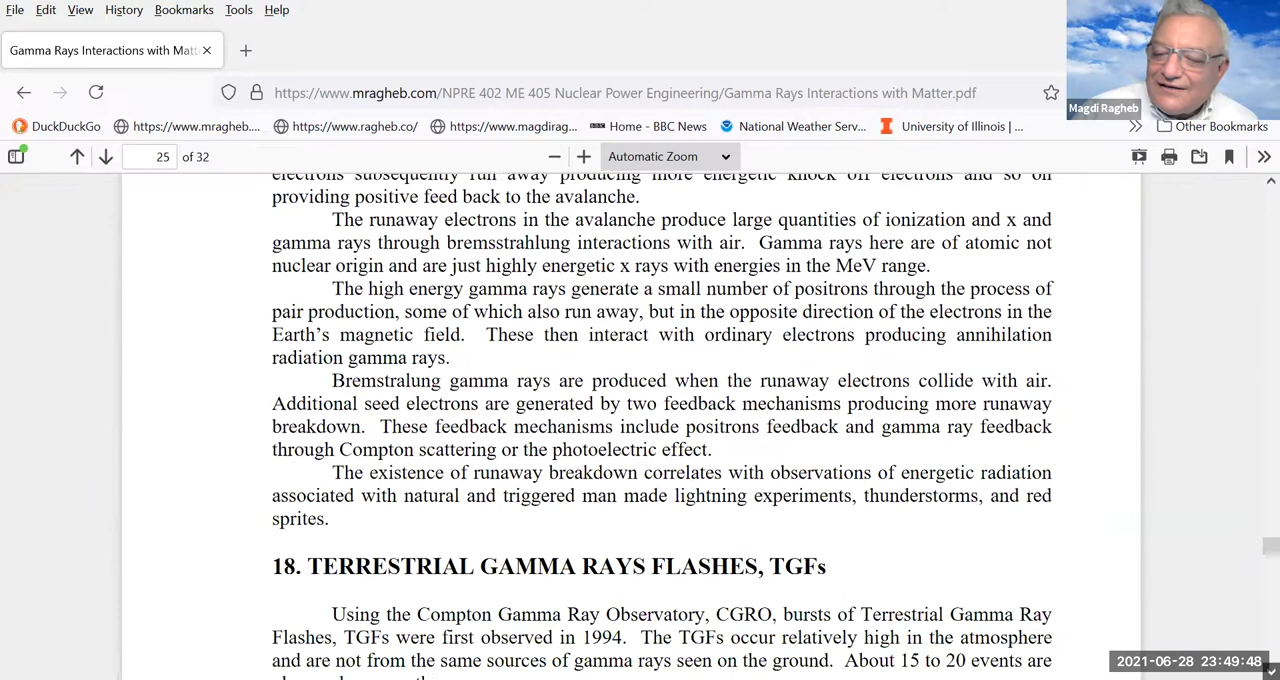 File Edit View History Bookmarks Tools Help
Gamma Rays Interactions with Matt
https://www.mragheb.com/NPRE 402 ME 405 Nuclear Power Engineering/Gamma Rays Interactions with Matter.pdf
Magdi Ragheb
DuckDuckGo https://www.mragheb.... https://www.ragheb.co/ https://www.magdirag... BBC Home - BBC News National Weather Serv... University of Illinois | ... Other Bookmarks
25 of 32 Automatic Zoom
electrons subsequently run away producing more energetic knock off electrons and so on
providing positive feed back to the avalanche.
The runaway electrons in the avalanche produce large quantities of ionization and x and
gamma rays through bremsstrahlung interactions with air. Gamma rays here are of atomic not
nuclear origin and are just highly energetic x rays with energies in the MeV range.
The high energy gamma rays generate a small number of positrons through the process of
pair production, some of which also run away, but in the opposite direction of the electrons in the
Earth's magnetic field. These then interact with ordinary electrons producing annihilation
radiation gamma rays.
Bremstralung gamma rays are produced when the runaway electrons collide with air.
Additional seed electrons are generated by two feedback mechanisms producing more runaway
breakdown. These feedback mechanisms include positrons feedback and gamma ray feedback
through Compton scattering or the photoelectric effect.
The existence of runaway breakdown correlates with observations of energetic radiation
associated with natural and triggered man made lightning experiments, thunderstorms, and red
sprites.
18. TERRESTRIAL GAMMA RAYS FLASHES, TGFs
Using the Compton Gamma Ray Observatory, CGRO, bursts of Terrestrial Gamma Ray
Flashes, TGFs were first observed in 1994. The TGFs occur relatively high in the atmosphere
and are not from the same sources of gamma rays seen on the ground. About 15 to 20 events are
2021-06-28 23:49:48